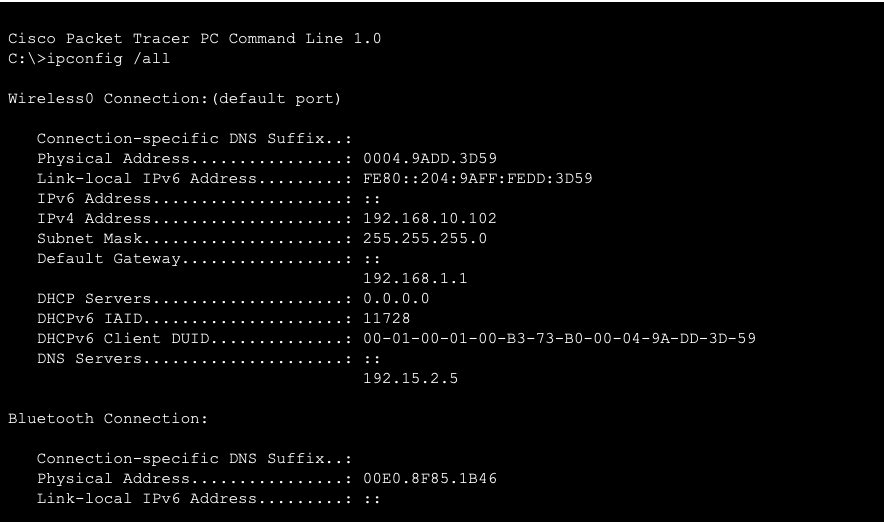 Cisco Packet Tracer PC Command Line 1.0
C:\>ipconfig /all
Wireless0 Connection:(default port)
Connection-specific DNS Suffix..:
Physical Address................: 0004.9ADD.3D59
Link-local IPv6 Address.........: FE80::204:9AFF:FEDD:3D59
IPv6 Address....................: ::
IPv4 Address....................: 192.168.10.102
Subnet Mask.....................: 255.255.255.0
Default Gateway.................: ::
192.168.1.1
DHCP Servers....................: 0.0.0.0
DHCPv6 IAID.....................: 11728
DHCPv6 Client DUID..............: 00-01-00-01-00-B3-73-B0-00-04-9A-DD-3D-59
DNS Servers.....................: ::
192.15.2.5
Bluetooth Connection:
Connection-specific DNS Suffix..:
Physical Address................: 00E0.8F85.1B46
Link-local IPv6 Address.........: ::